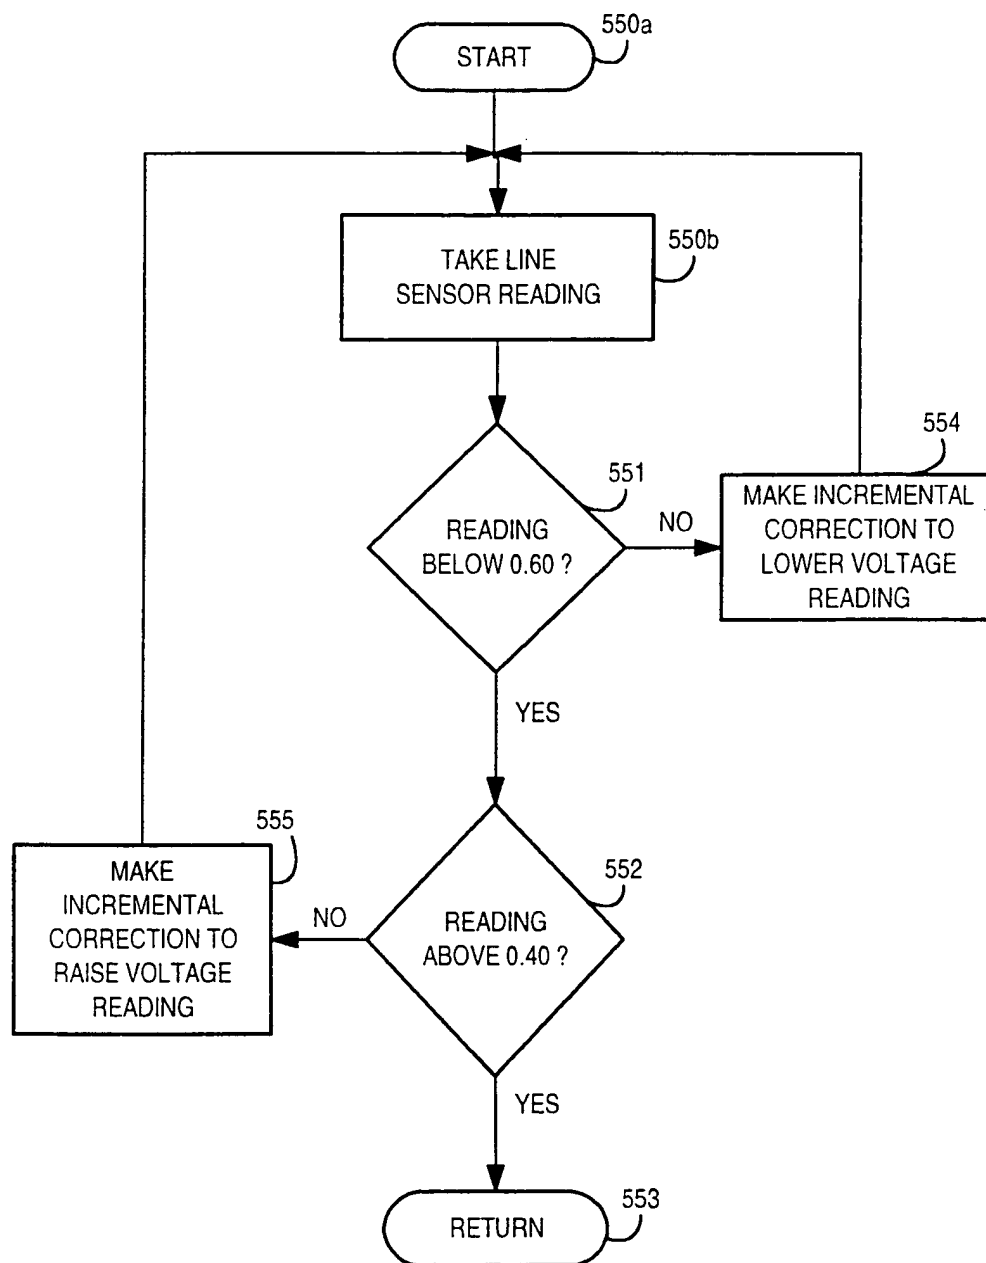 550a
START
550b
TAKE LINE
SENSOR READING
551
READING
BELOW 0.60 ?
NO
554
MAKE INCREMENTAL
CORRECTION TO
LOWER VOLTAGE
READING
YES
555
MAKE
INCREMENTAL
CORRECTION TO
RAISE VOLTAGE
READING
NO
552
READING
ABOVE 0.40 ?
YES
553
RETURN